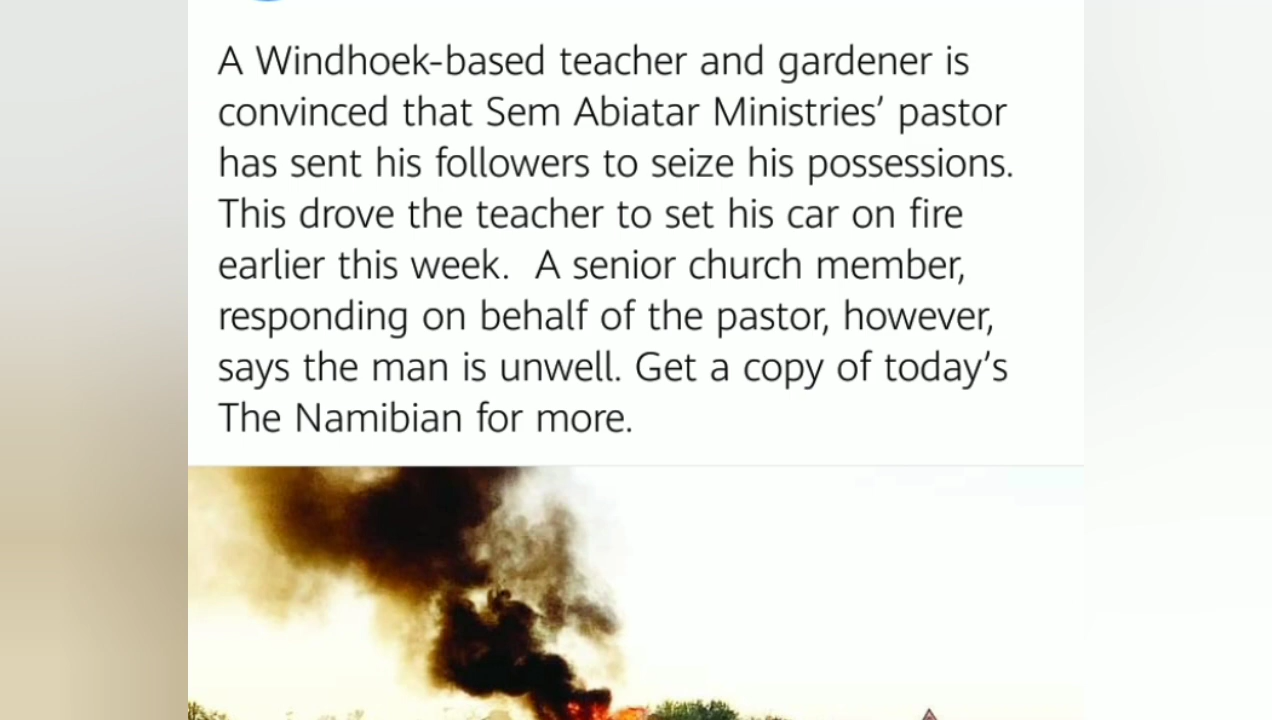 A Windhoek-based teacher and gardener is
convinced that Sem Abiatar Ministries’ pastor
has sent his followers to seize his possessions.
This drove the teacher to set his car on fire
earlier this week.  A senior church member,
responding on behalf of the pastor, however,
says the man is unwell. Get a copy of today’s
The Namibian for more.